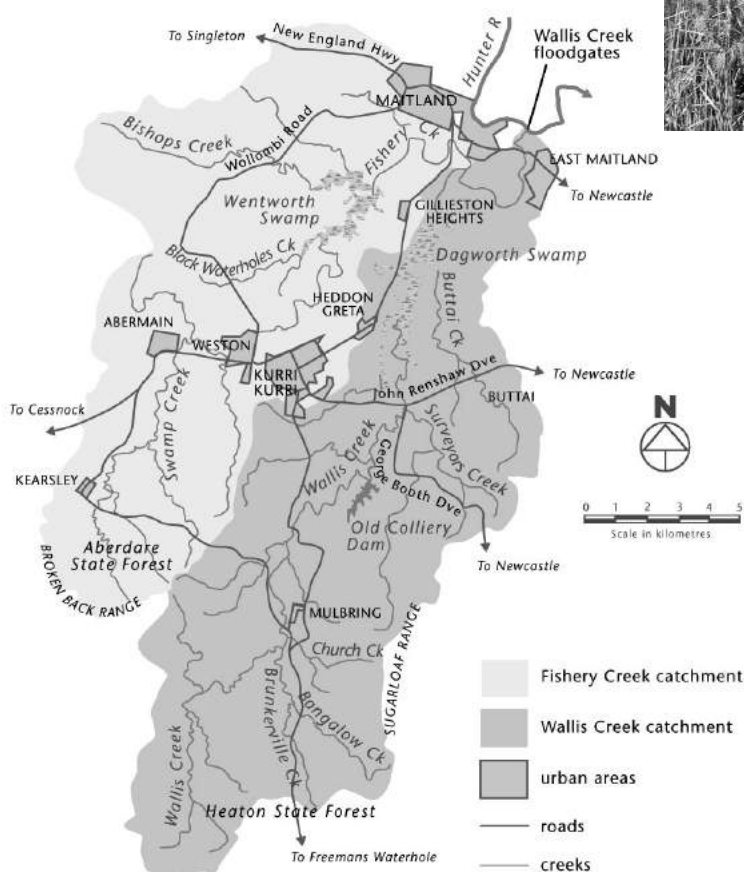 To Singleton
New England Hwy
Hunter R
Wallis Creek
floodgates
MAITLAND
Bishops Creek
Wollombi Road
Fishery Ck
EAST MAITLAND
To Newcastle
Wentworth
Swamp
GILLIESTON
HEIGHTS
Dagworth Swamp
Black Waterholes Ck
Buttai Ck
HEDDON
GRETA
ABERMAIN
WESTON
KURRI
KURRI
John Renshaw Dve
To Newcastle
BUTTAI
To Cessnock
Swamp Creek
Wallis Creek
George Booth Dve
Surveyors Creek
N
KEARSLEY
Old Colliery
Dam
0 1 2 3 4 5
Scale in kilometres
To Newcastle
Aberdare
State Forest
BROKEN BACK RANGE
MULBRING
SUGARLOAF RANGE
Church Ck
Brunkerville Ck
Bangalow Ck
Wallis Creek
Heaton State Forest
To Freemans Waterhole
Fishery Creek catchment
Wallis Creek catchment
urban areas
roads
creeks